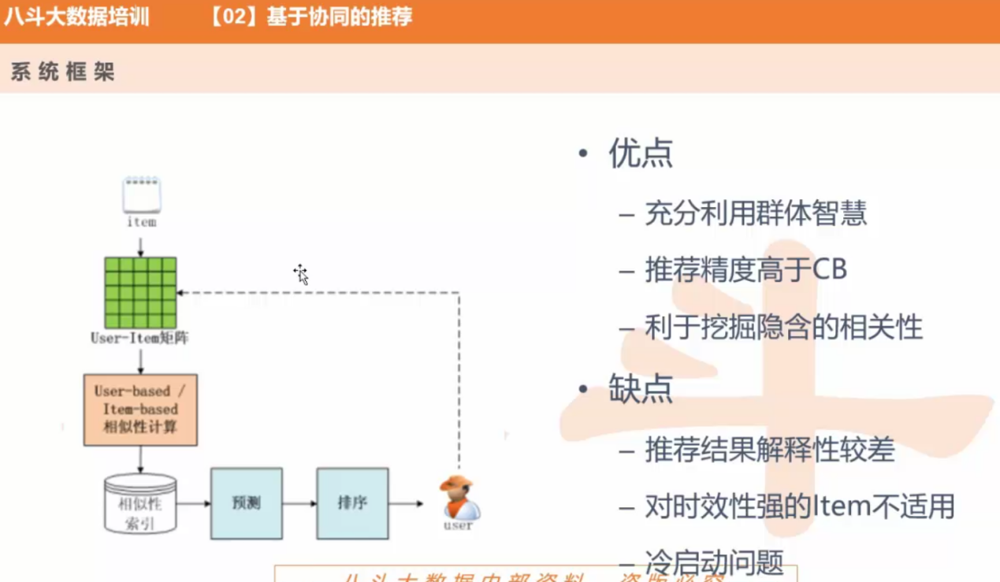 八斗大数据培训 【02】基于协同的推荐
系统框架
item
User-Item矩阵
User-based /
Item-based
相似性计算
相似性
索引
预测
排序
user
• 优点
– 充分利用群体智慧
– 推荐精度高于CB
– 利于挖掘隐含的相关性
• 缺点
– 推荐结果解释性较差
– 对时效性强的Item不适用
– 冷启动问题
斗
八斗大数据内部资料 盗版必究